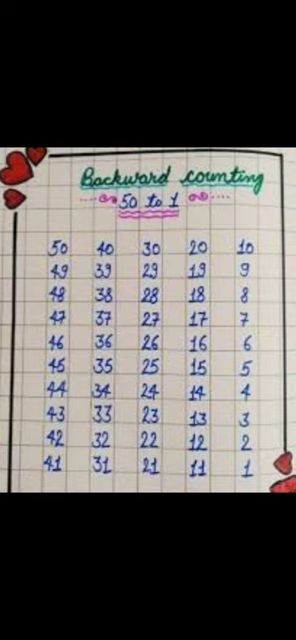 Backward counting
50 to 1
50 40 30 20 10
49 39 29 19 9
48 38 28 18 8
47 37 27 17 7
46 36 26 16 6
45 35 25 15 5
44 34 24 14 4
43 33 23 13 3
42 32 22 12 2
41 31 21 11 1